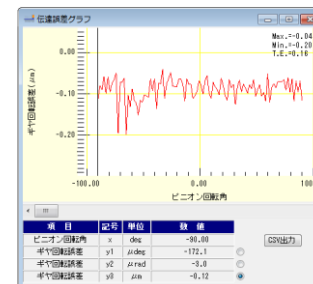 伝達誤差グラフ
Max.=-0.04
Min.=-0.20
T.E.=0.16
ギヤ回転誤差(μm)
0.00
-0.10
-0.20
-100.00
0.00
100
ピニオン回転角
項 目 記号 単位 数 値
ピニオン回転角 x deg -90.00
ギヤ回転誤差 y1 μdeg -172.1
ギヤ回転誤差 y2 μrad -3.0
ギヤ回転誤差 y3 μm -0.12
CSV出力